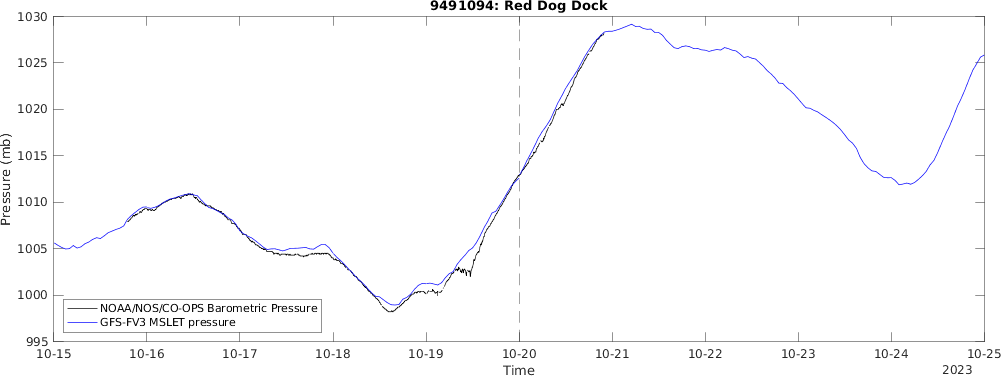 9491094: Red Dog Dock
Pressure (mb)
1030
1025
1020
1015
1010
1005
1000
995
NOAA/NOS/CO-OPS Barometric Pressure
GFS-FV3 MSLET pressure
10-15 10-16 10-17 10-18 10-19 10-20 10-21 10-22 10-23 10-24 10-25
Time
2023